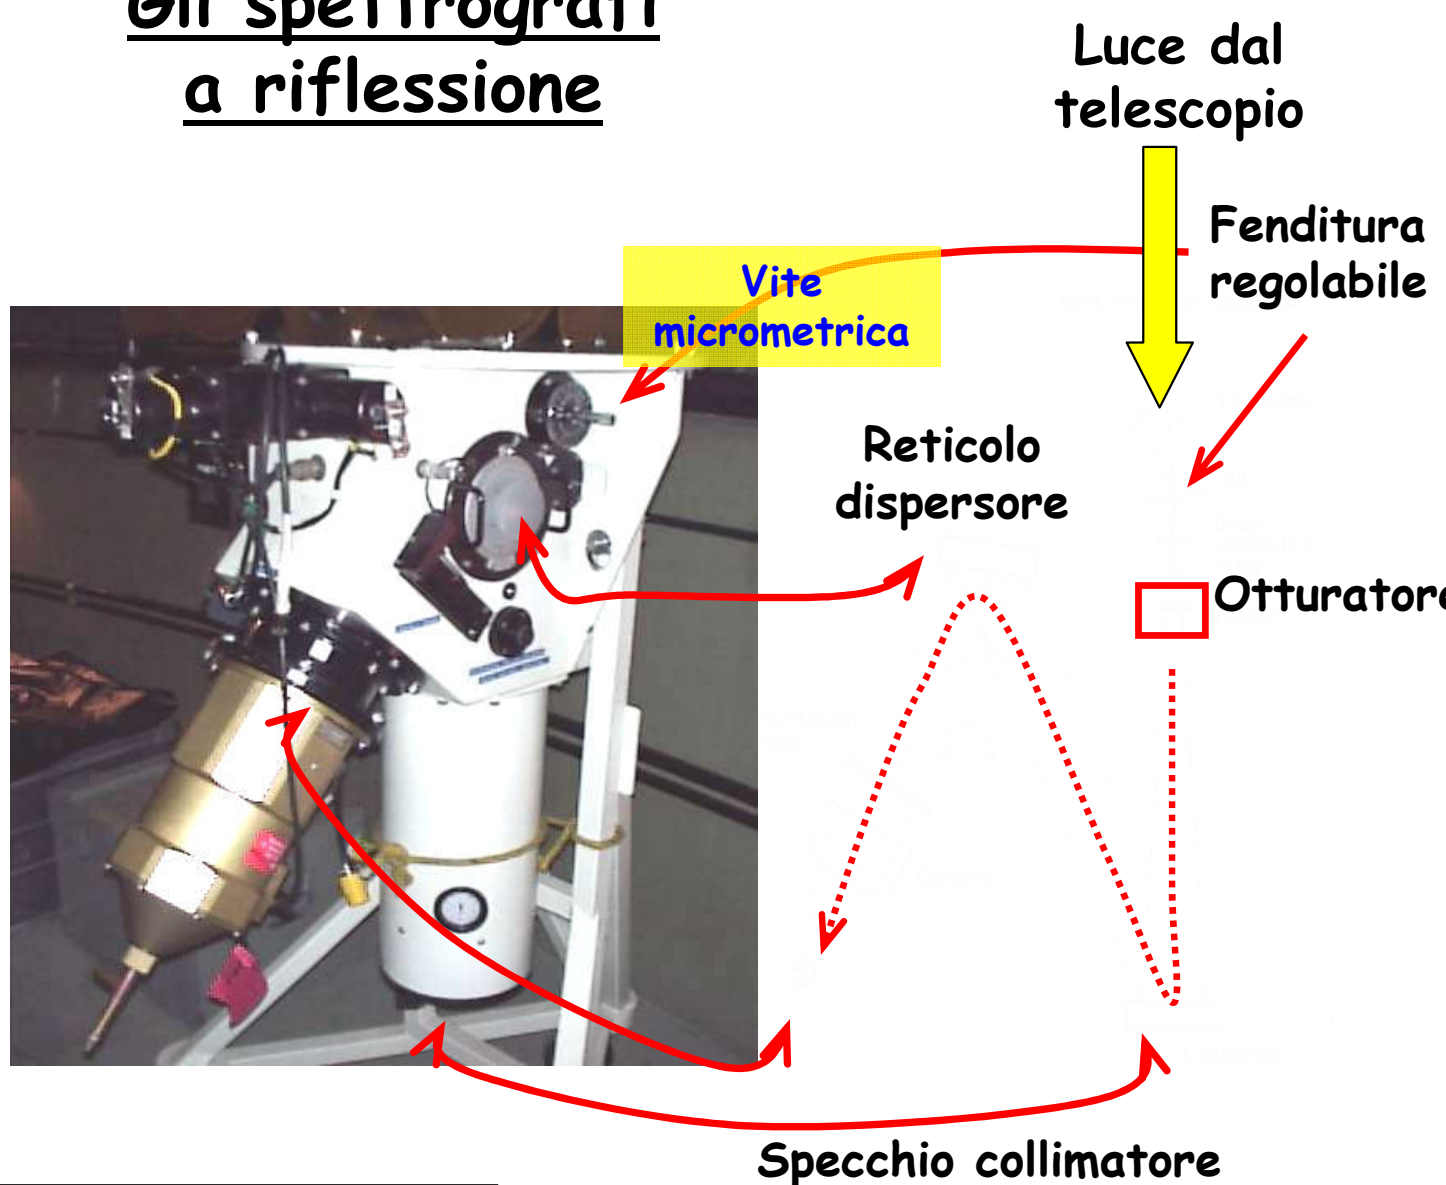 Gli spettrografi
a riflessione
Luce dal
telescopio
Fenditura
regolabile
Vite
micrometrica
Reticolo
dispersore
Otturatore
Specchio collimatore